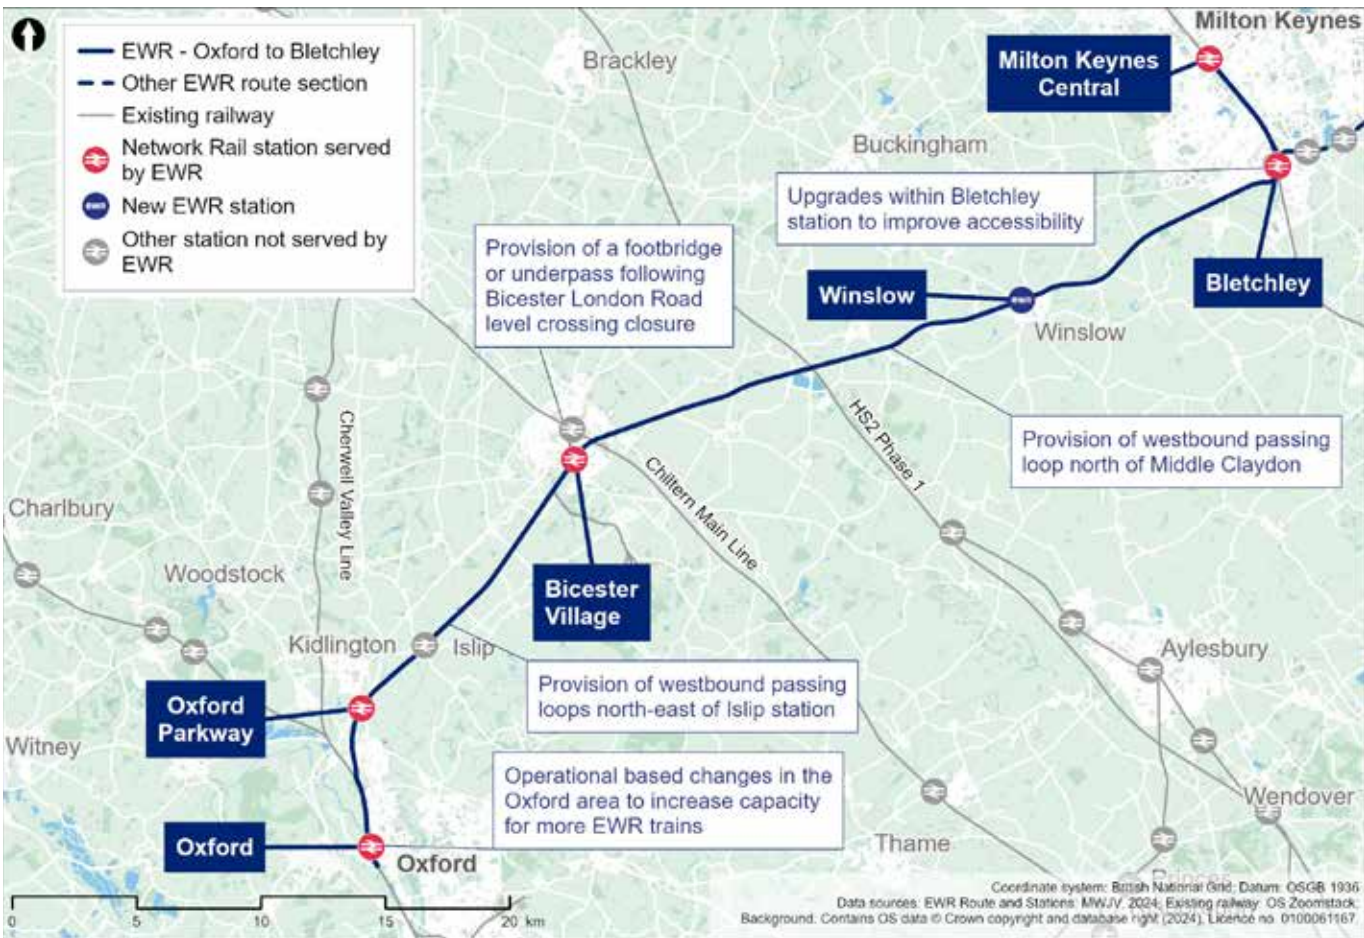 EWR - Oxford to Bletchley
Other EWR route section
Existing railway
Network Rail station served
by EWR
EWR
New EWR station
Other station not served by
EWR
Milton Keynes
Milton Keynes
Central
Brackley
Buckingham
Upgrades within Bletchley
station to improve accessibility
Provision of a footbridge
or underpass following
Bicester London Road
level crossing closure
Winslow
EWR
Bletchley
Winslow
Cherwell Valley Line
HS2 Phase 1
Provision of westbound passing
loop north of Middle Claydon
Chiltern Main Line
Charlbury
Woodstock
Bicester
Village
Kidlington
Islip
Aylesbury
Provision of westbound passing
loops north-east of Islip station
Oxford
Parkway
Witney
Operational based changes in the
Oxford area to increase capacity
for more EWR trains
Wendover
Oxford
Oxford
Thame
Princes
0 5 10 15 20 km
Coordinate system: British National Grid; Datum: OSGB 1936
Data sources: EWR Route and Stations: MWJV, 2024; Existing railway: OS Zoomstack.
Background: Contains OS data © Crown copyright and database right (2024). Licence no. 0100061167.